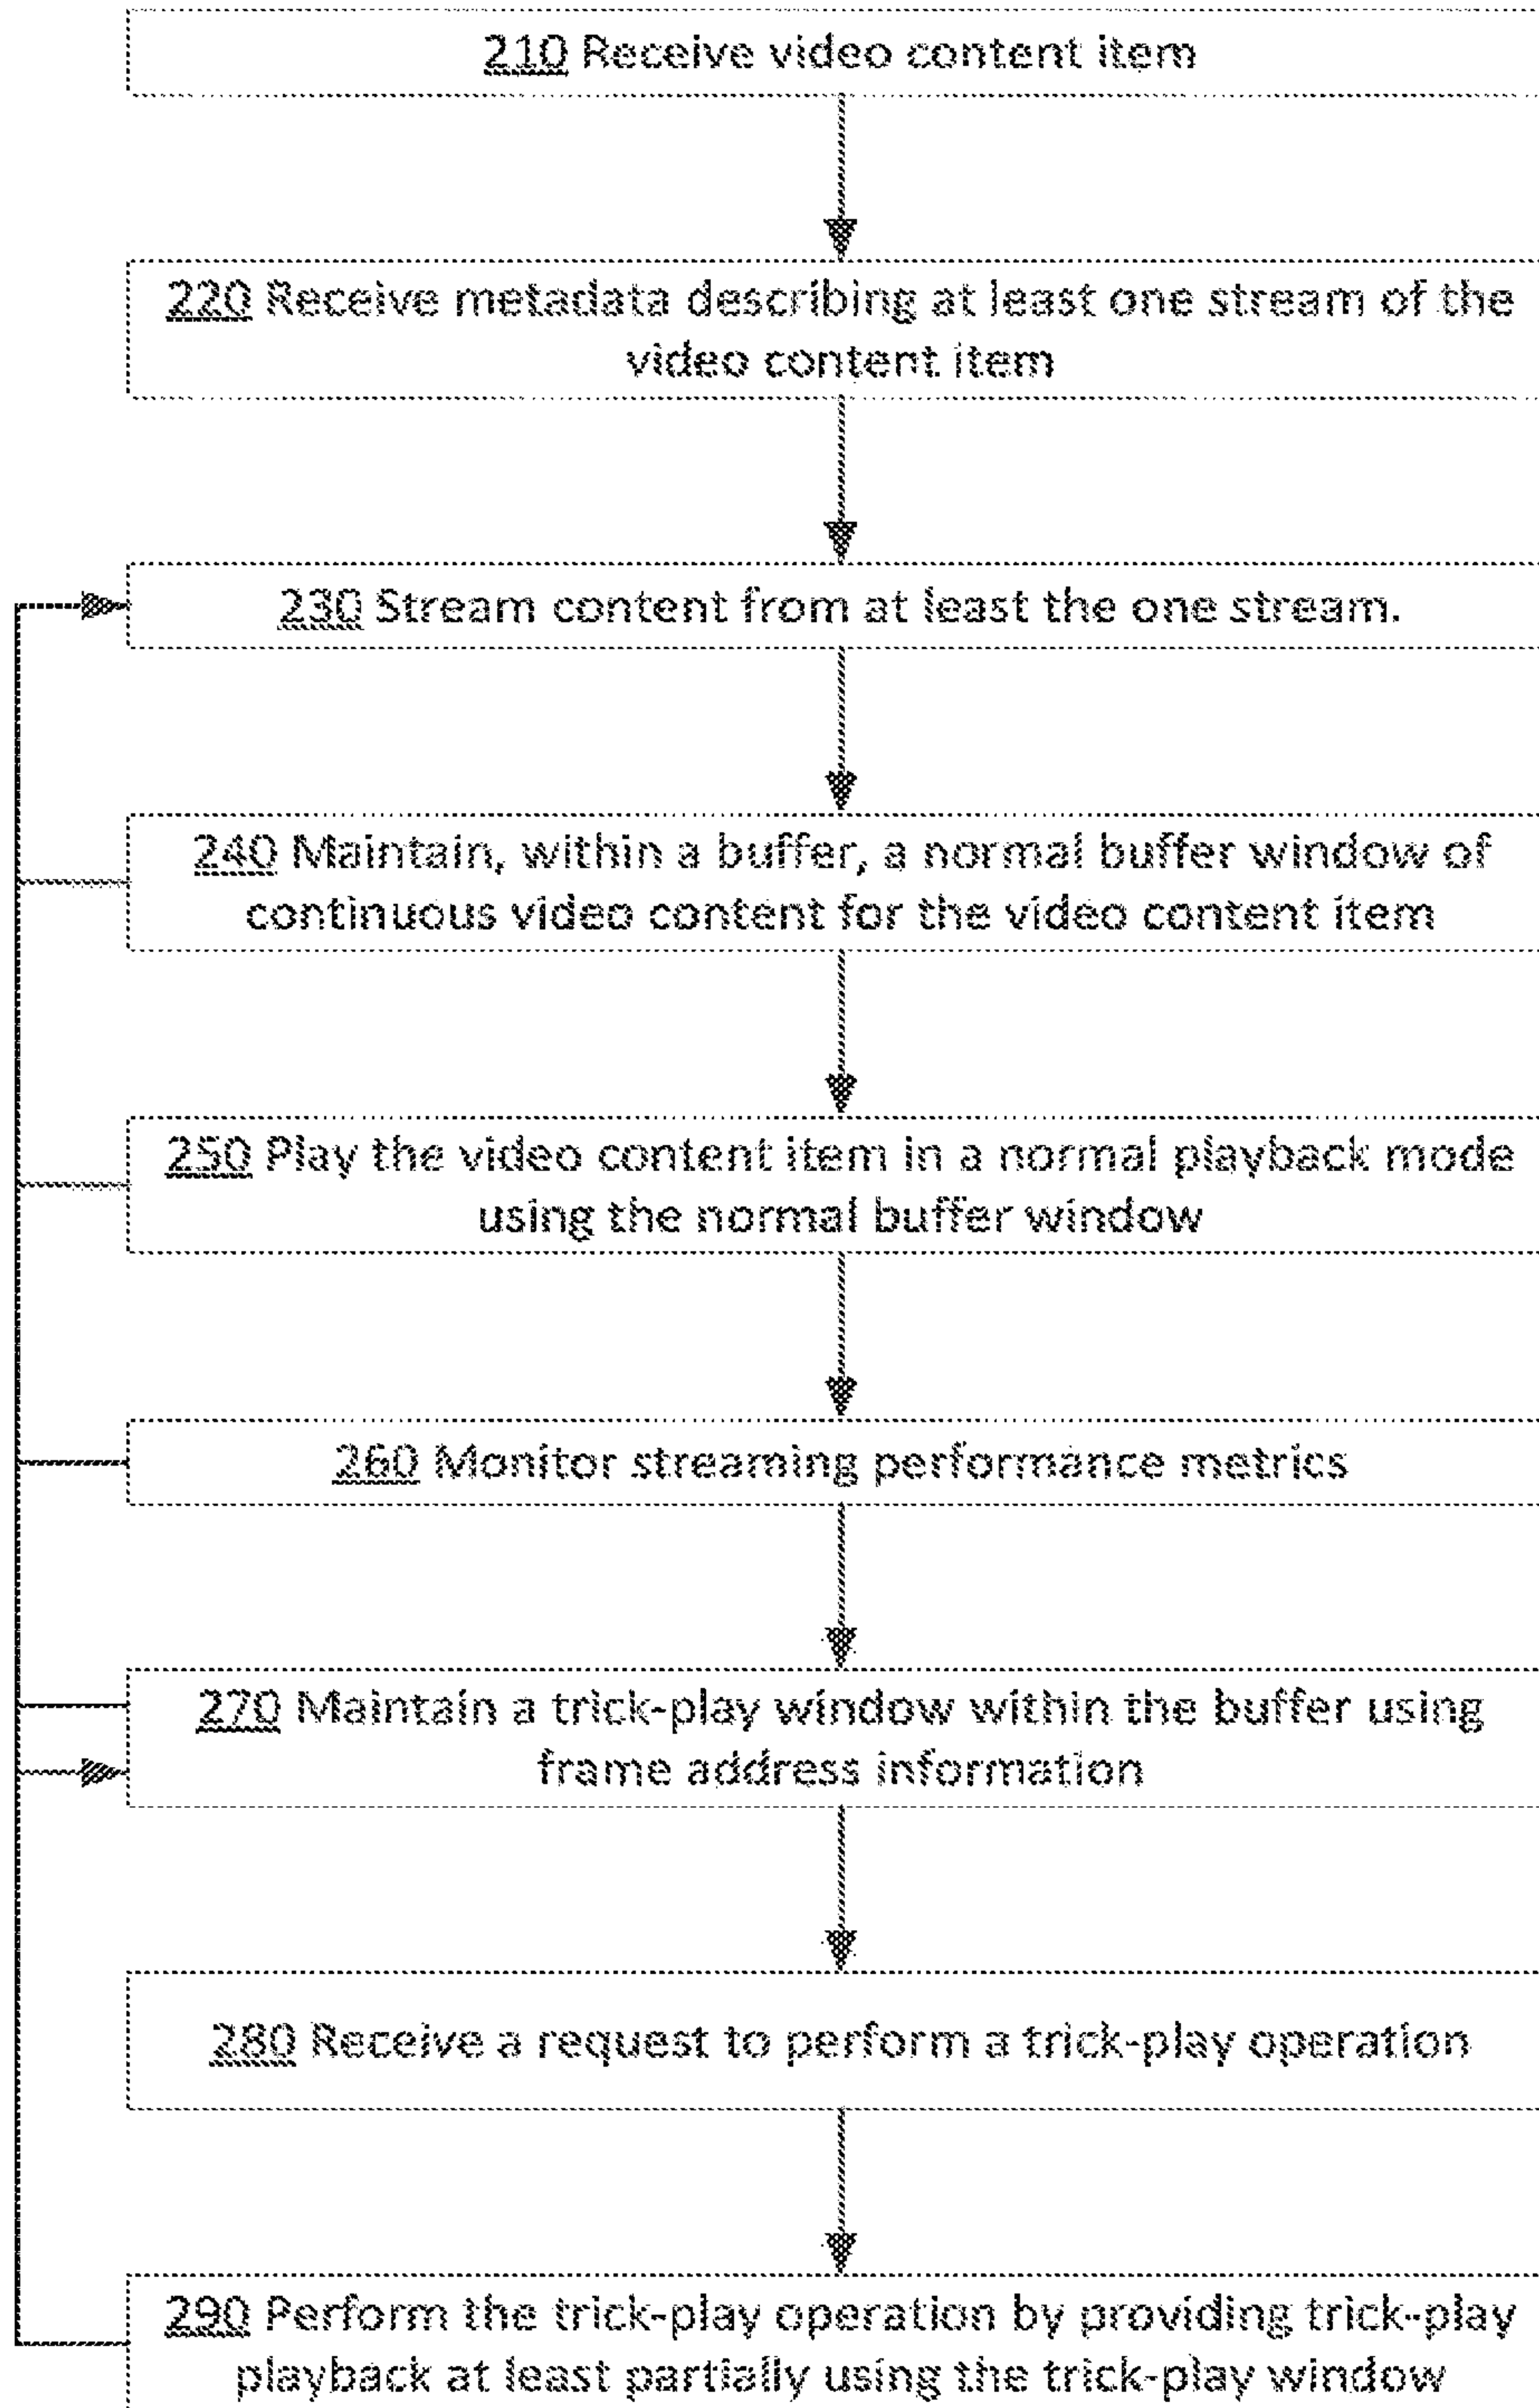 210 Receive video content item
220 Receive metadata describing at least one stream of the
video content item
230 Stream content from at least the one stream.
240 Maintain, within a buffer, a normal buffer window of
continuous video content for the video content item
250 Play the video content item in a normal playback mode
using the normal buffer window
260 Monitor streaming performance metrics
270 Maintain a trick-play window within the buffer using
frame address information
280 Receive a request to perform a trick-play operation
290 Perform the trick-play operation by providing trick-play
playback at least partially using the trick-play window